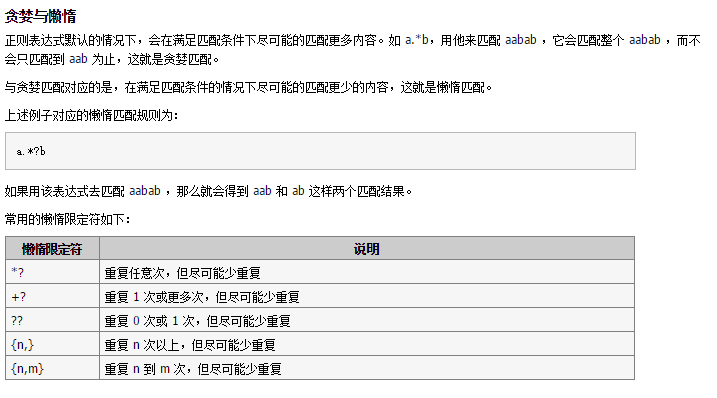 贪婪与懒惰
正则表达式默认的情况下，会在满足匹配条件下尽可能的匹配更多内容。如 a.*b，用他来匹配 aabab ，它会匹配整个 aabab ，而不
会只匹配到 aab 为止，这就是贪婪匹配。
与贪婪匹配对应的是，在满足匹配条件的情况下尽可能的匹配更少的内容，这就是懒惰匹配。
上述例子对应的懒惰匹配规则为：
a.*?b
如果用该表达式去匹配 aabab ，那么就会得到 aab 和 ab 这样两个匹配结果。
常用的懒惰限定符如下：
懒惰限定符 说明
*? 重复任意次，但尽可能少重复
+? 重复 1 次或更多次，但尽可能少重复
?? 重复 0 次或 1 次，但尽可能少重复
{n,} 重复 n 次以上，但尽可能少重复
{n,m} 重复 n 到 m 次，但尽可能少重复